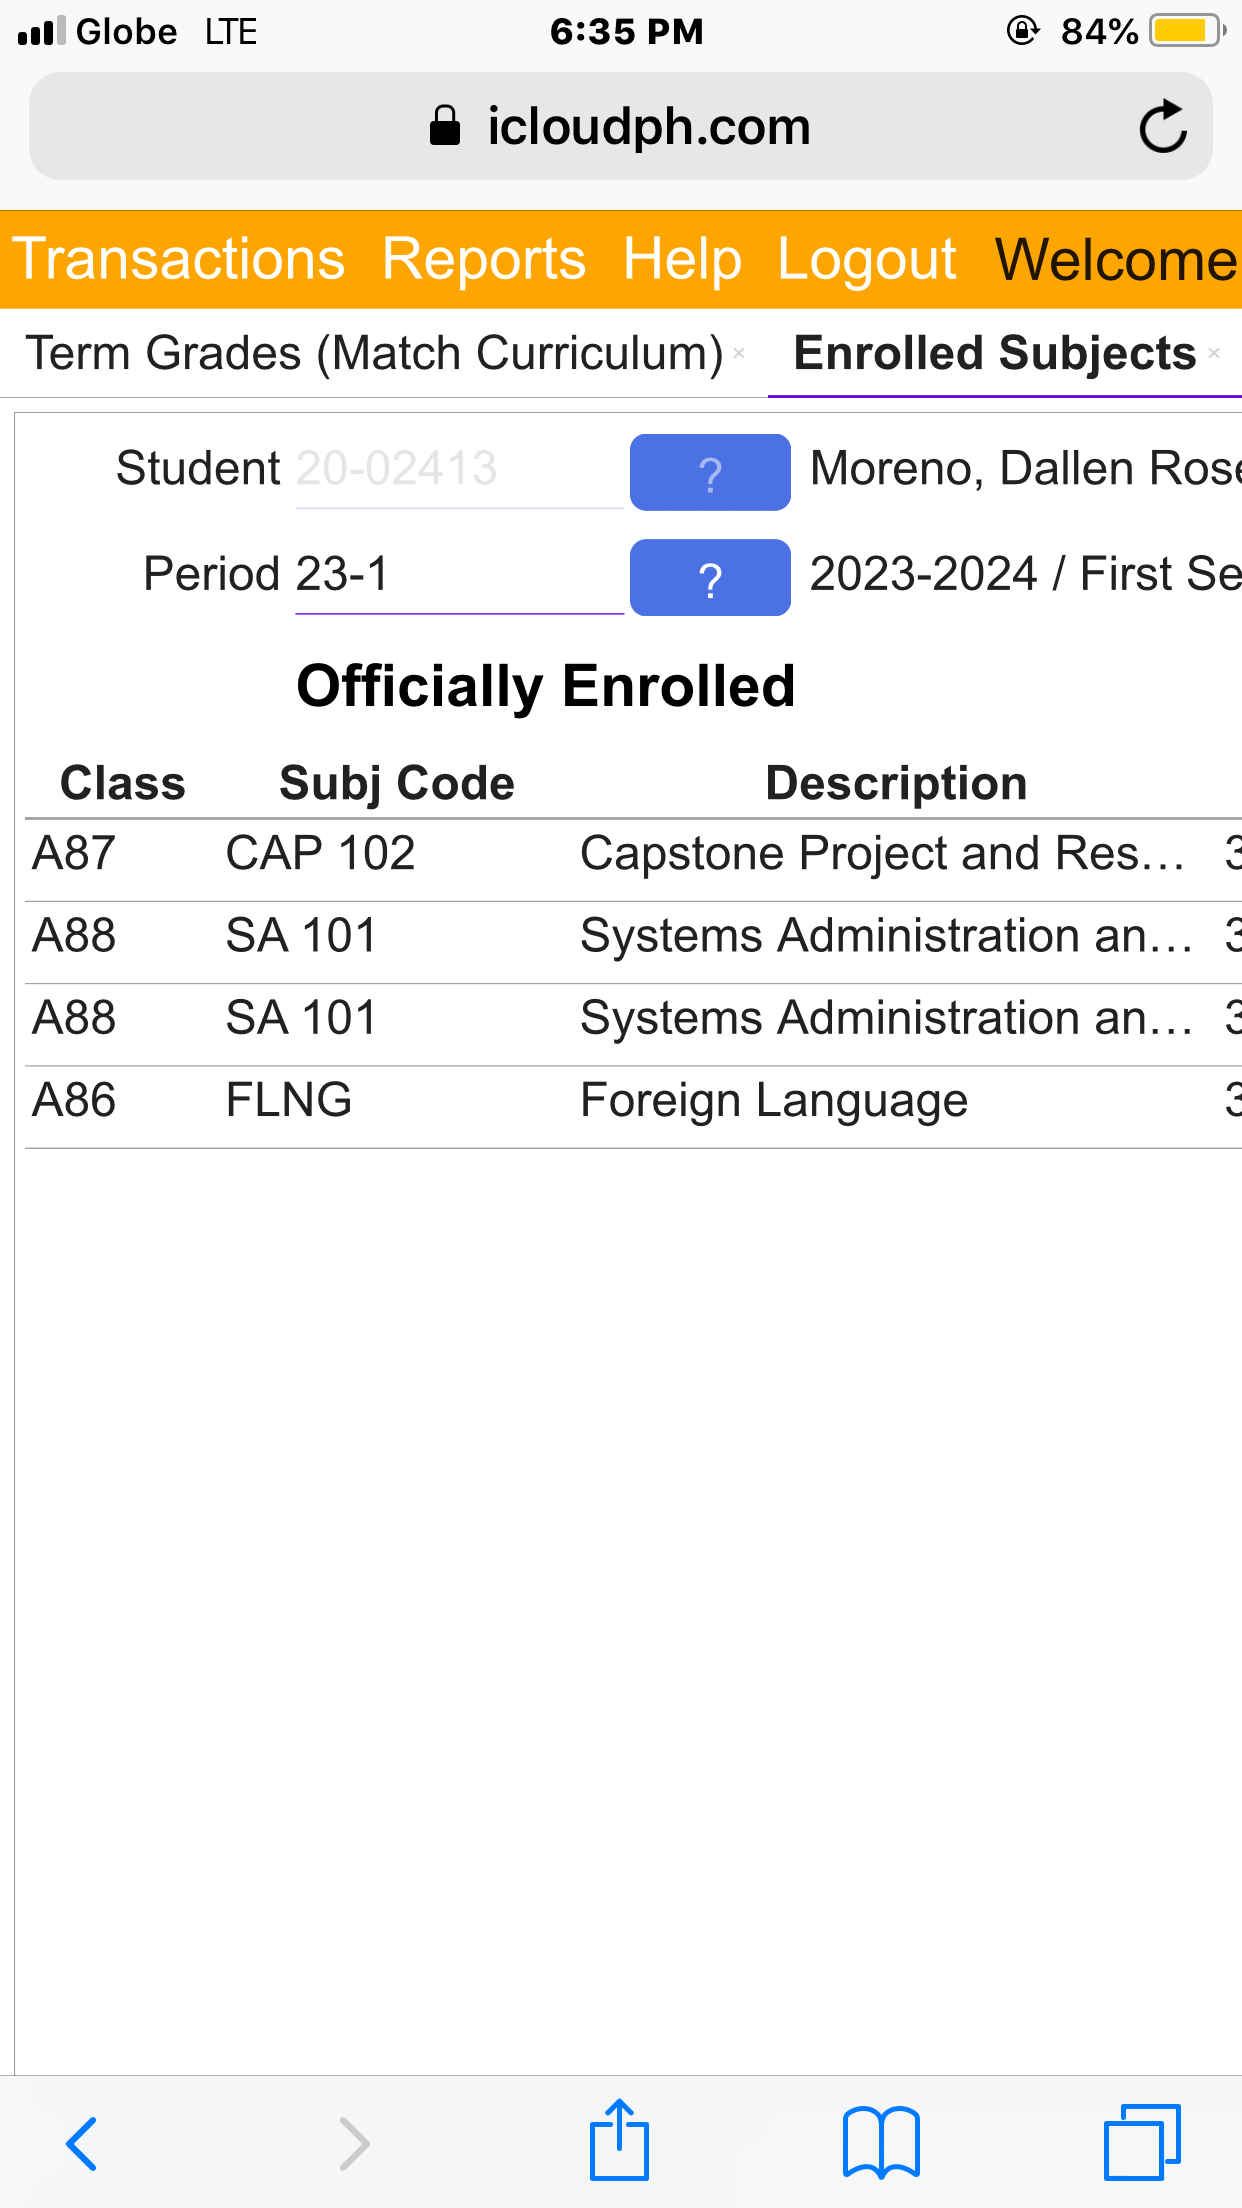 Globe LTE 6:35 PM 84%
icloudph.com
Transactions Reports Help Logout Welcome
Term Grades (Match Curriculum) × Enrolled Subjects ×
Student 20-02413 ? Moreno, Dallen Rose
Period 23-1 ? 2023-2024 / First Se
Officially Enrolled
Class Subj Code Description
A87 CAP 102 Capstone Project and Res... 3
A88 SA 101 Systems Administration an... 3
A88 SA 101 Systems Administration an... 3
A86 FLNG Foreign Language 3